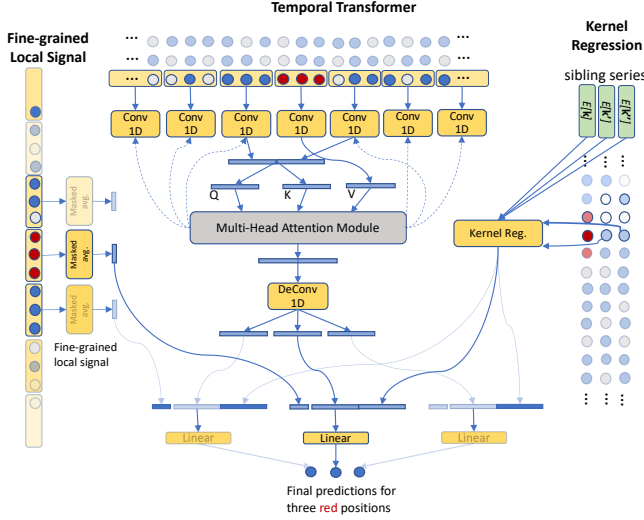 Temporal Transformer
Fine-grained
Local Signal
Kernel
Regression
sibling series
E[k] E[k'] E[k'']
Conv
1D
Conv
1D
Conv
1D
Conv
1D
Conv
1D
Conv
1D
Conv
1D
Q K V
Masked
avg.
Masked
avg.
Masked
avg.
Multi-Head Attention Module
Kernel Reg.
DeConv
1D
Fine-grained
local signal
Linear
Linear
Linear
Final predictions for
three red positions